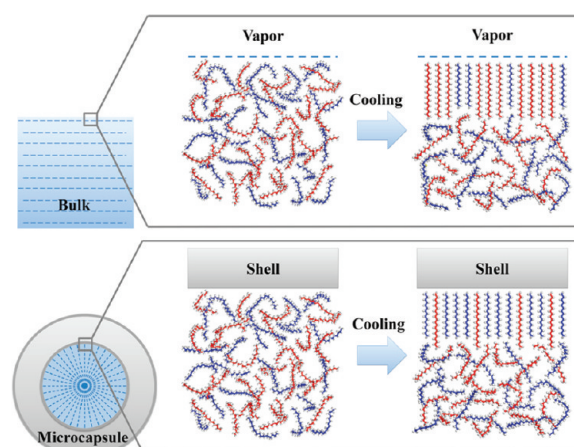 Vapor
Vapor
Cooling
Bulk
Shell
Shell
Cooling
Microcapsule